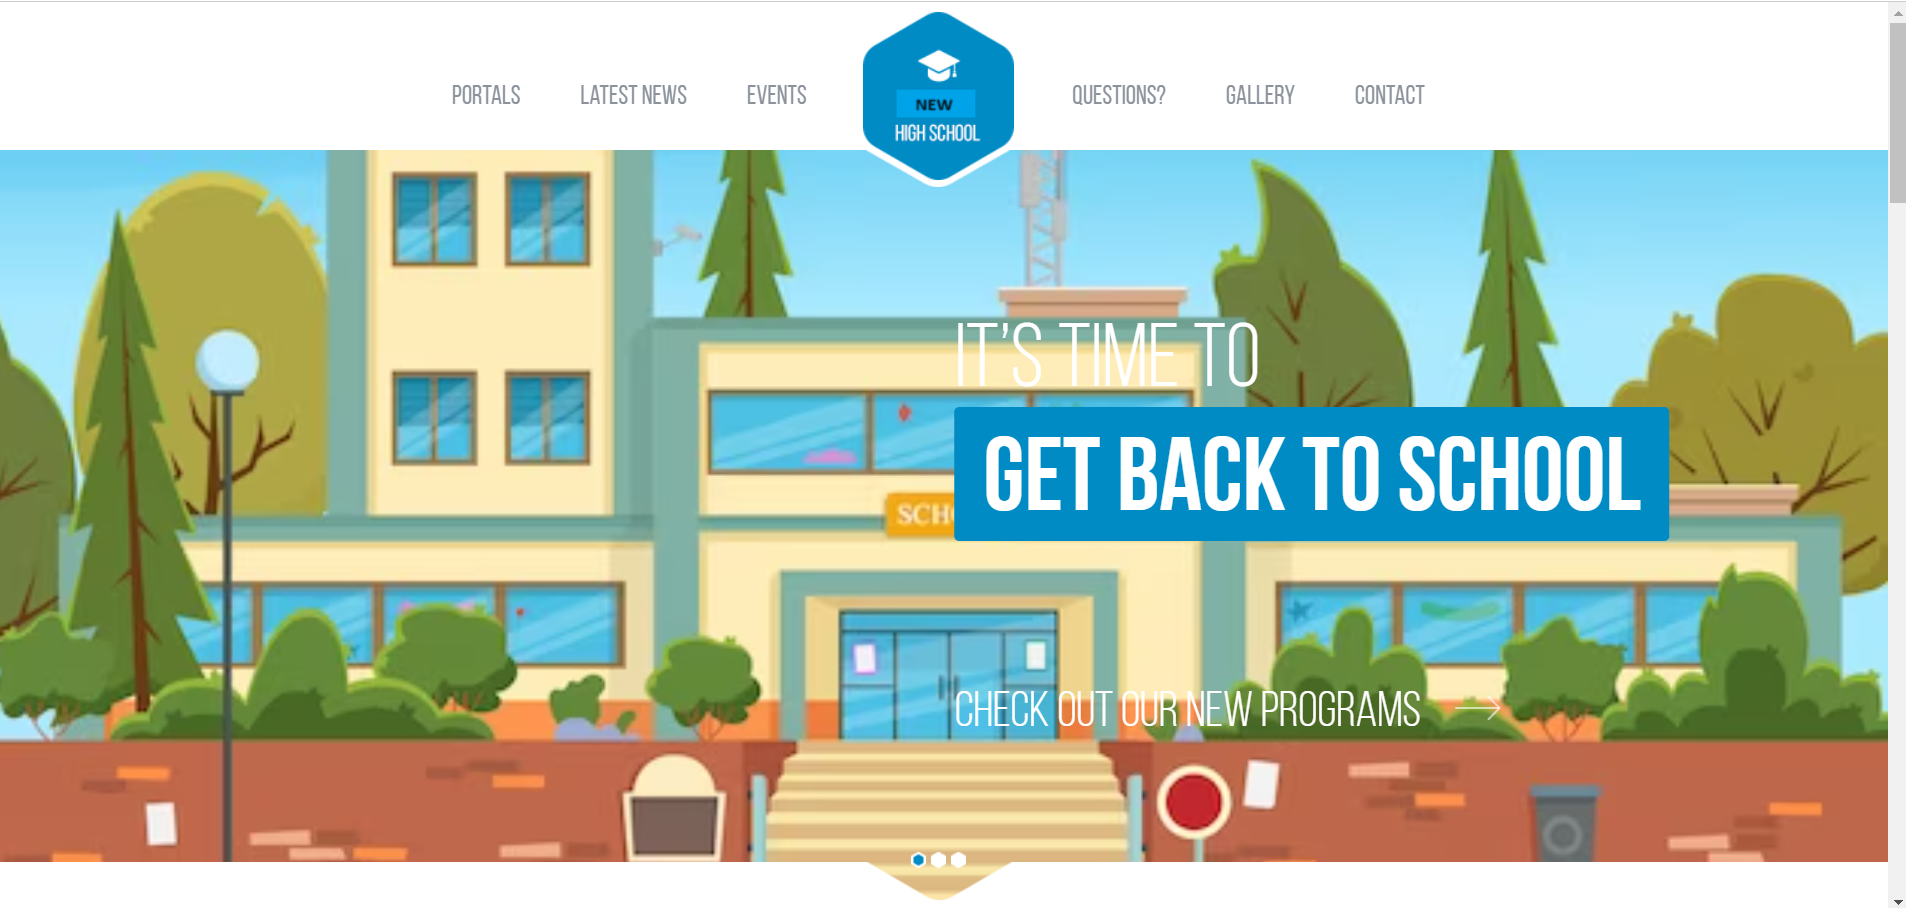 PORTALS LATEST NEWS EVENTS
NEW
HIGH SCHOOL
QUESTIONS? GALLERY CONTACT
IT'S TIME TO
GET BACK TO SCHOOL
SCHO
CHECK OUT OUR NEW PROGRAMS